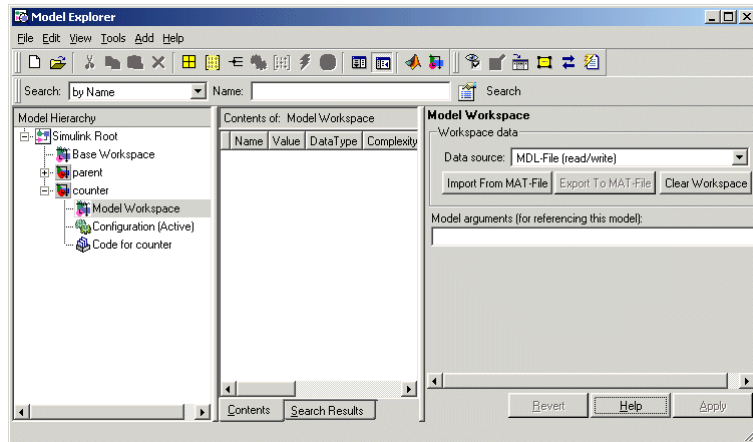 Model Explorer
File Edit View Tools Add Help
Search: by Name Name: Search
Model Hierarchy
Simulink Root
Base Workspace
parent
counter
Model Workspace
Configuration (Active)
Code for counter
Contents of: Model Workspace
Name Value DataType Complexity
Contents Search Results
Model Workspace
Workspace data
Data source: MDL-File (read/write)
Import From MAT-File Export To MAT-File Clear Workspace
Model arguments (for referencing this model):
Revert Help Apply